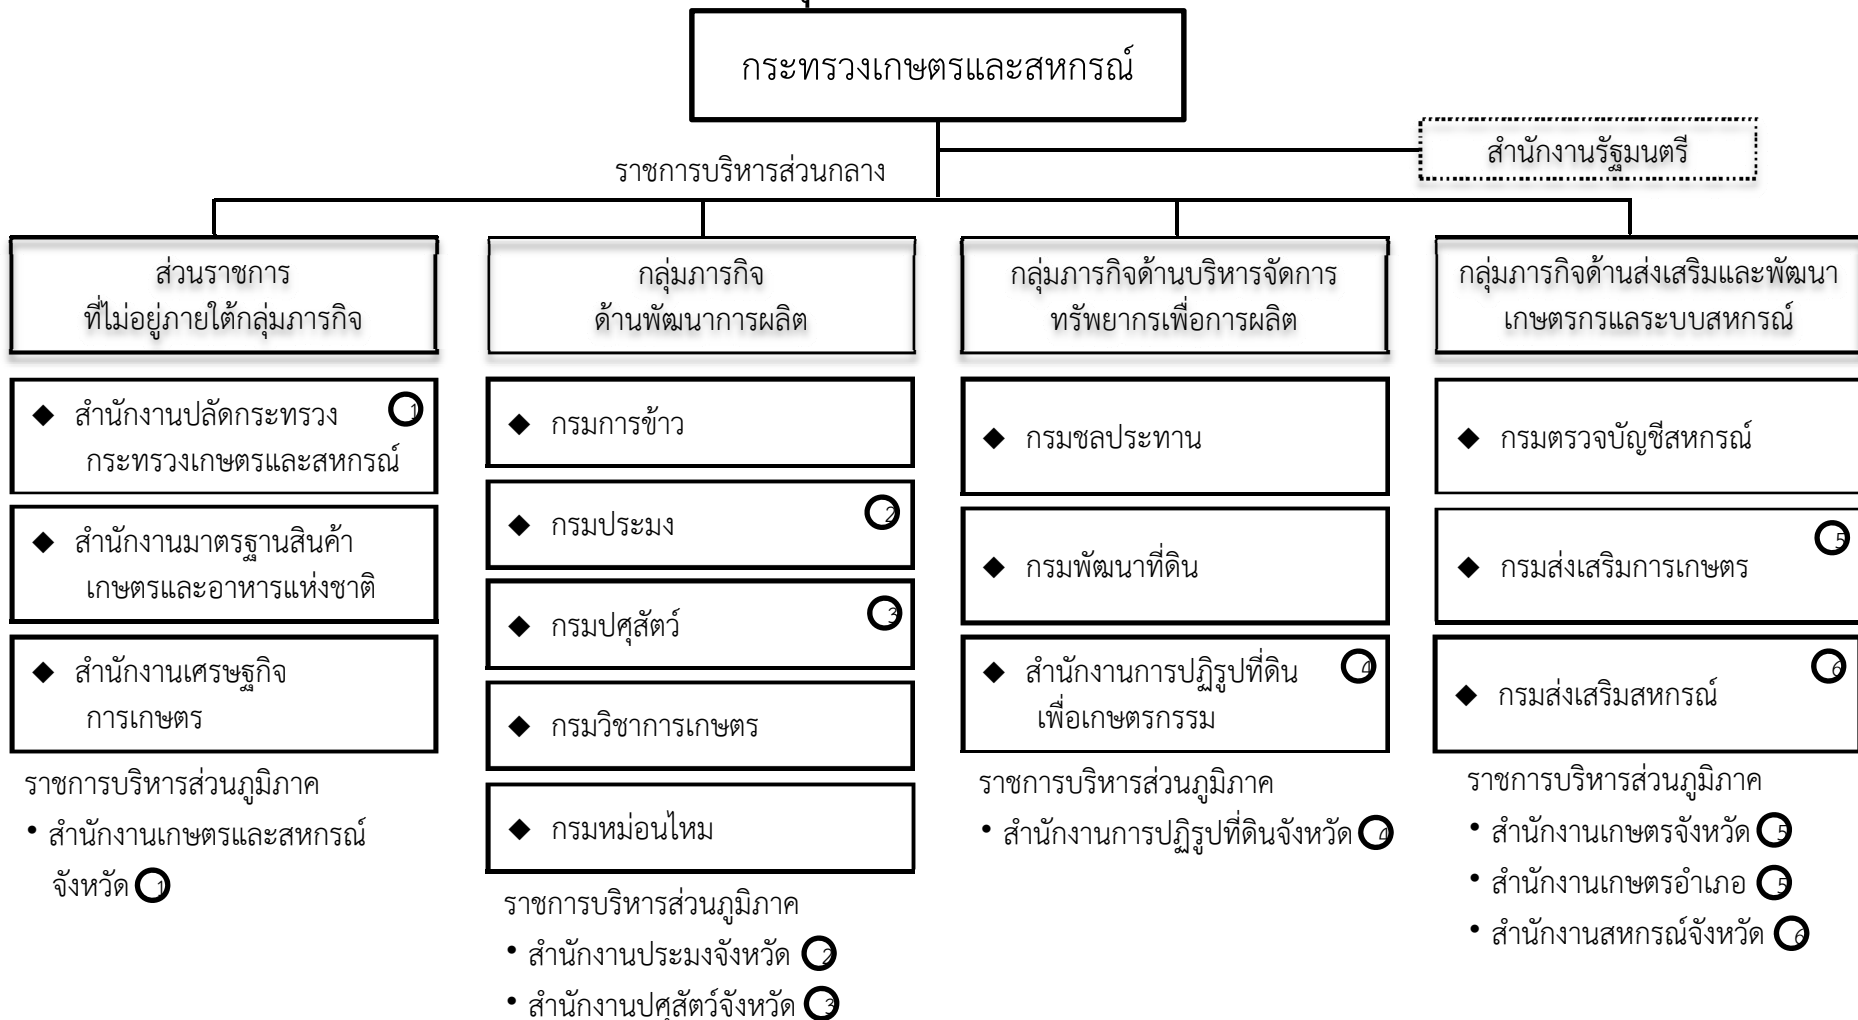 กระทรวงเกษตรและสหกรณ์
สำนักงานรัฐมนตรี
ราชการบริหารส่วนกลาง
ส่วนราชการ
ที่ไม่อยู่ภายใต้กลุ่มภารกิจ
◆ สำนักงานปลัดกระทรวง 1
กระทรวงเกษตรและสหกรณ์
◆ สำนักงานมาตรฐานสินค้า
เกษตรและอาหารแห่งชาติ
◆ สำนักงานเศรษฐกิจ
การเกษตร
ราชการบริหารส่วนภูมิภาค
• สำนักงานเกษตรและสหกรณ์
จังหวัด 1
กลุ่มภารกิจ
ด้านพัฒนาการผลิต
◆ กรมการข้าว
◆ กรมประมง 2
◆ กรมปศุสัตว์ 3
◆ กรมวิชาการเกษตร
◆ กรมหม่อนไหม
ราชการบริหารส่วนภูมิภาค
• สำนักงานประมงจังหวัด 2
• สำนักงานปศุสัตว์จังหวัด 3
กลุ่มภารกิจด้านบริหารจัดการ
ทรัพยากรเพื่อการผลิต
◆ กรมชลประทาน
◆ กรมพัฒนาที่ดิน
◆ สำนักงานการปฏิรูปที่ดิน 4
เพื่อเกษตรกรรม
ราชการบริหารส่วนภูมิภาค
• สำนักงานการปฏิรูปที่ดินจังหวัด 4
กลุ่มภารกิจด้านส่งเสริมและพัฒนา
เกษตรกรแลระบบสหกรณ์
◆ กรมตรวจบัญชีสหกรณ์
◆ กรมส่งเสริมการเกษตร 5
◆ กรมส่งเสริมสหกรณ์ 6
ราชการบริหารส่วนภูมิภาค
• สำนักงานเกษตรจังหวัด 5
• สำนักงานเกษตรอำเภอ 5
• สำนักงานสหกรณ์จังหวัด 6